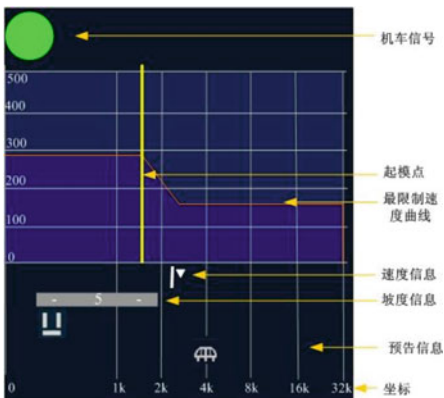 机车信号
500
400
300
200
100
0
起模点
最限制速
度曲线
速度信息
- 5 -
坡度信息
预告信息
0 1k 2k 4k 8k 16k 32k
坐标